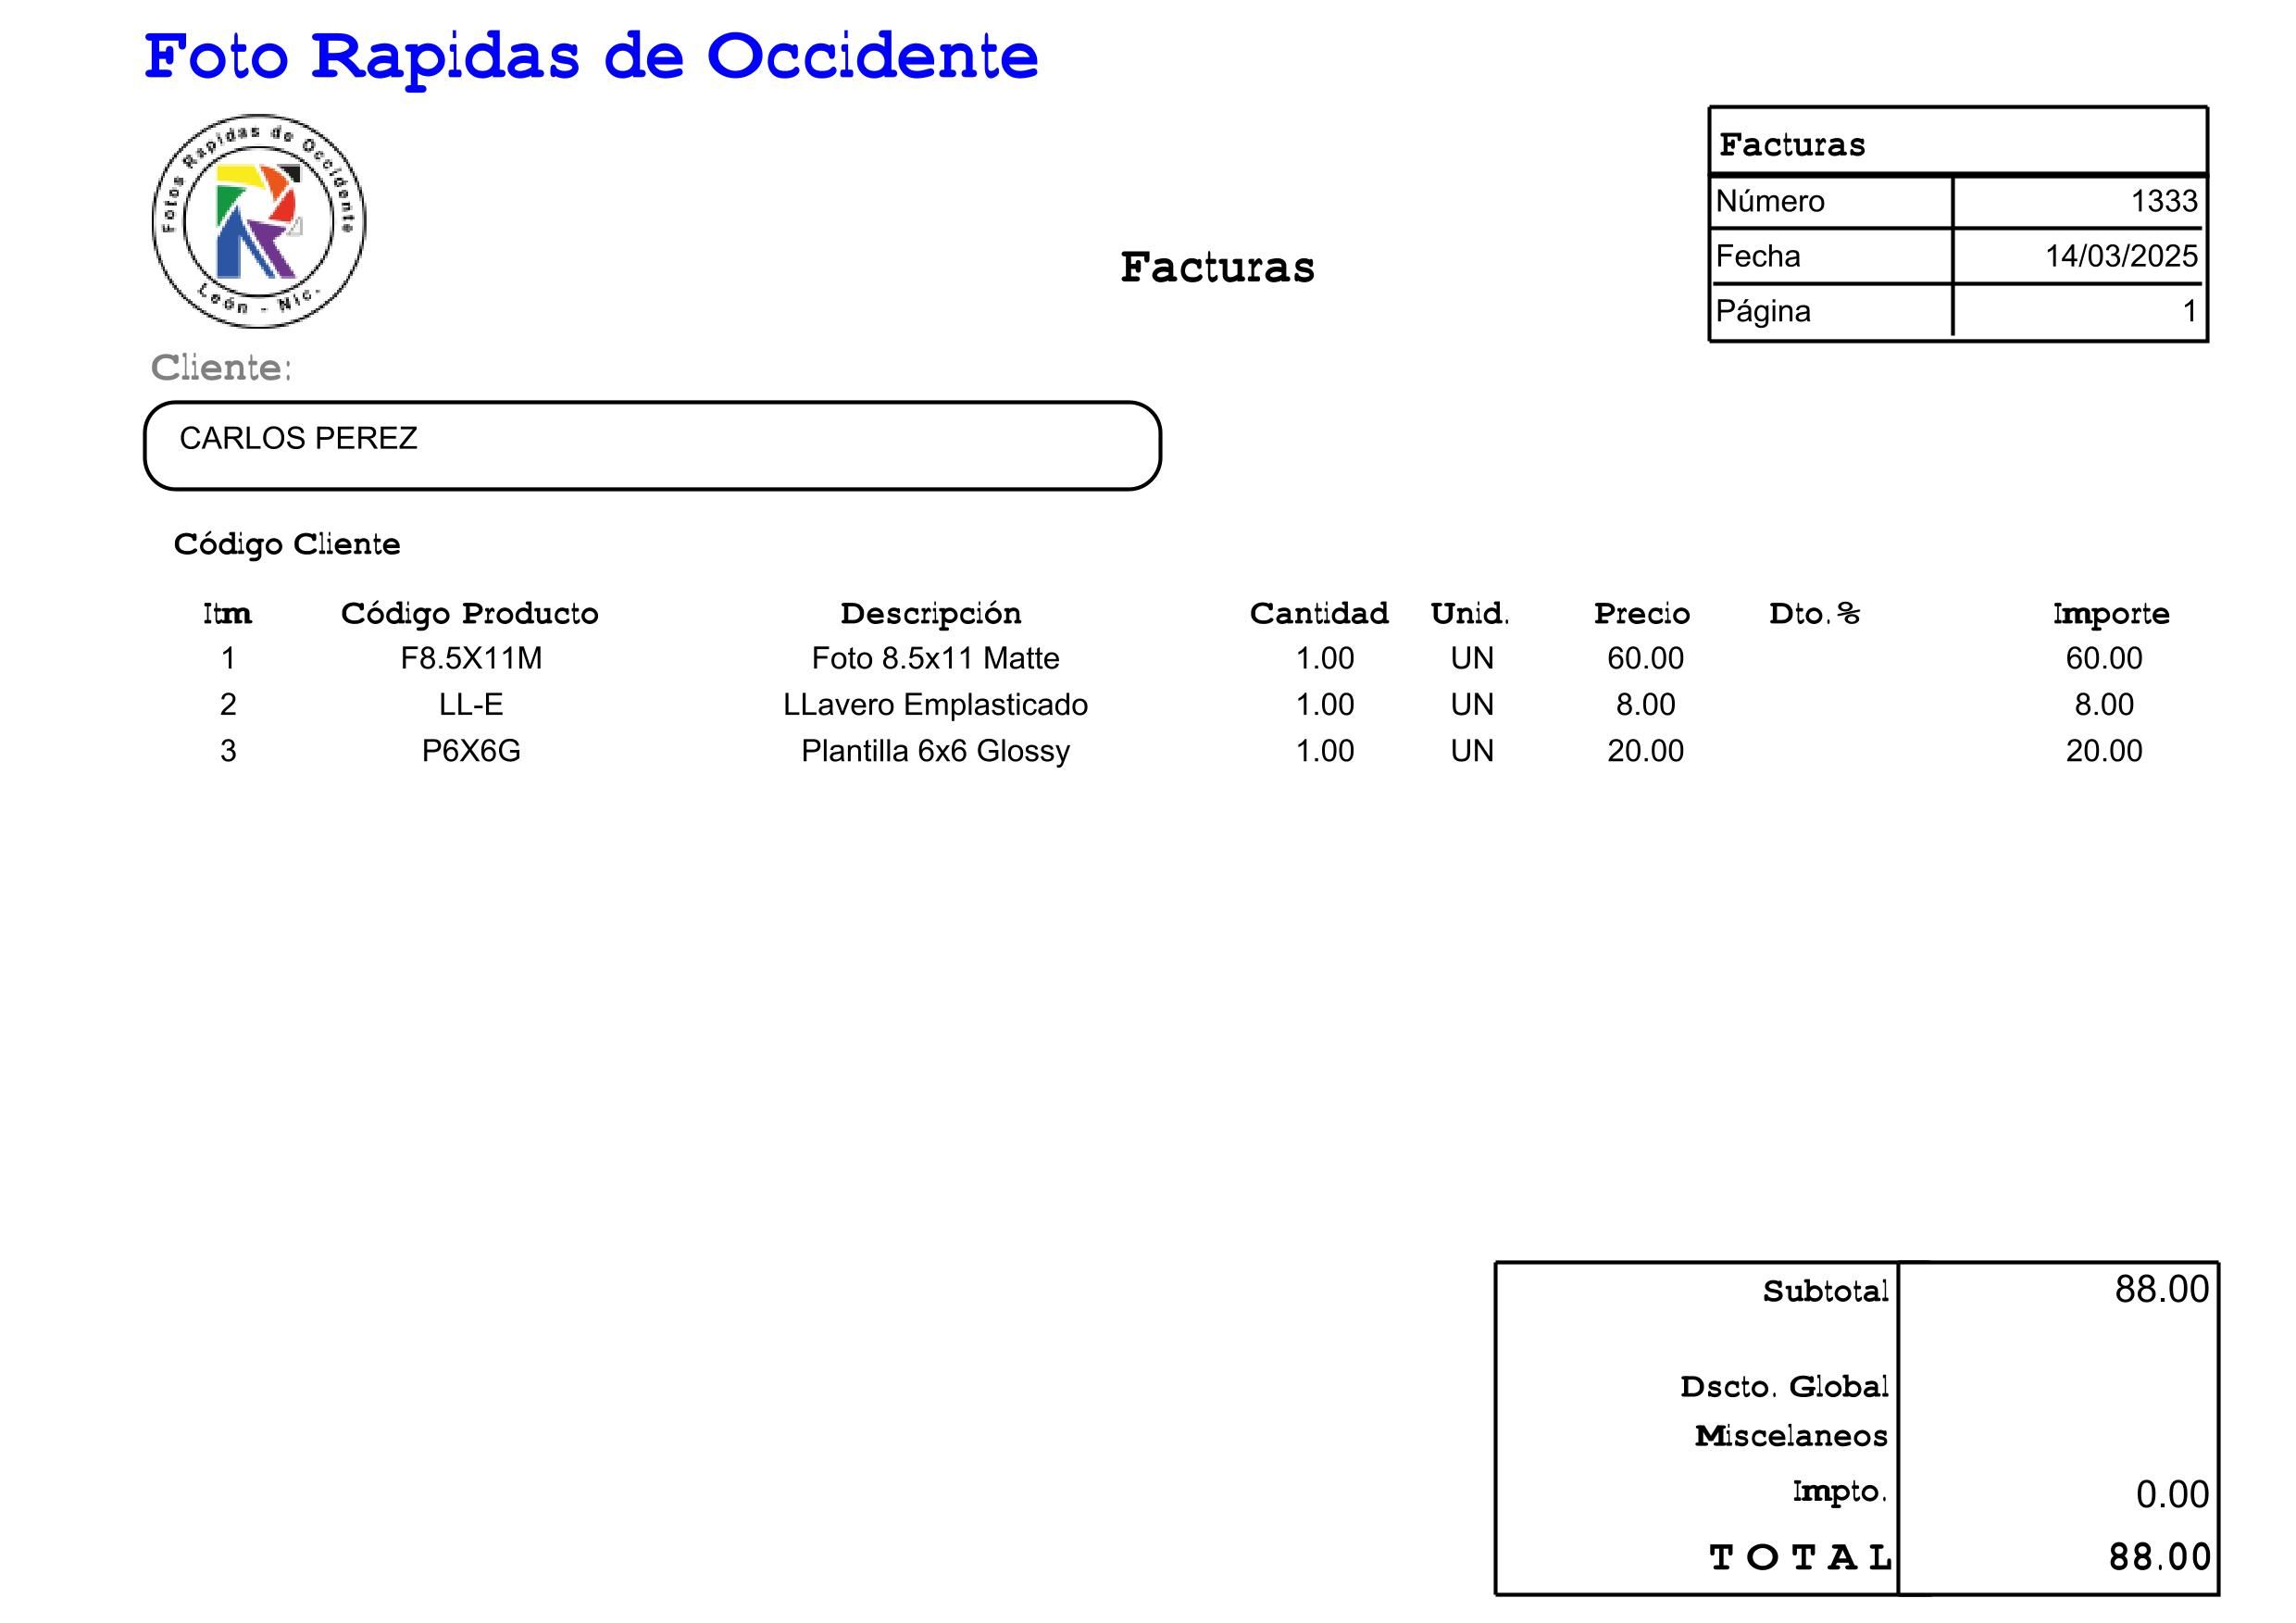 Foto Rapidas de Occidente
Fotos Rapidas de Occidente
León - Nic.
Facturas
Facturas
Número 1333
Fecha 14/03/2025
Página 1
Cliente:
CARLOS PEREZ
Código Cliente
Itm Código Producto Descripción Cantidad Unid. Precio Dto.% Importe
1 F8.5X11M Foto 8.5x11 Matte 1.00 UN 60.00 60.00
2 LL-E LLavero Emplasticado 1.00 UN 8.00 8.00
3 P6X6G Plantilla 6x6 Glossy 1.00 UN 20.00 20.00
Subtotal 88.00
Dscto. Global
Miscelaneos
Impto. 0.00
TOTAL 88.00